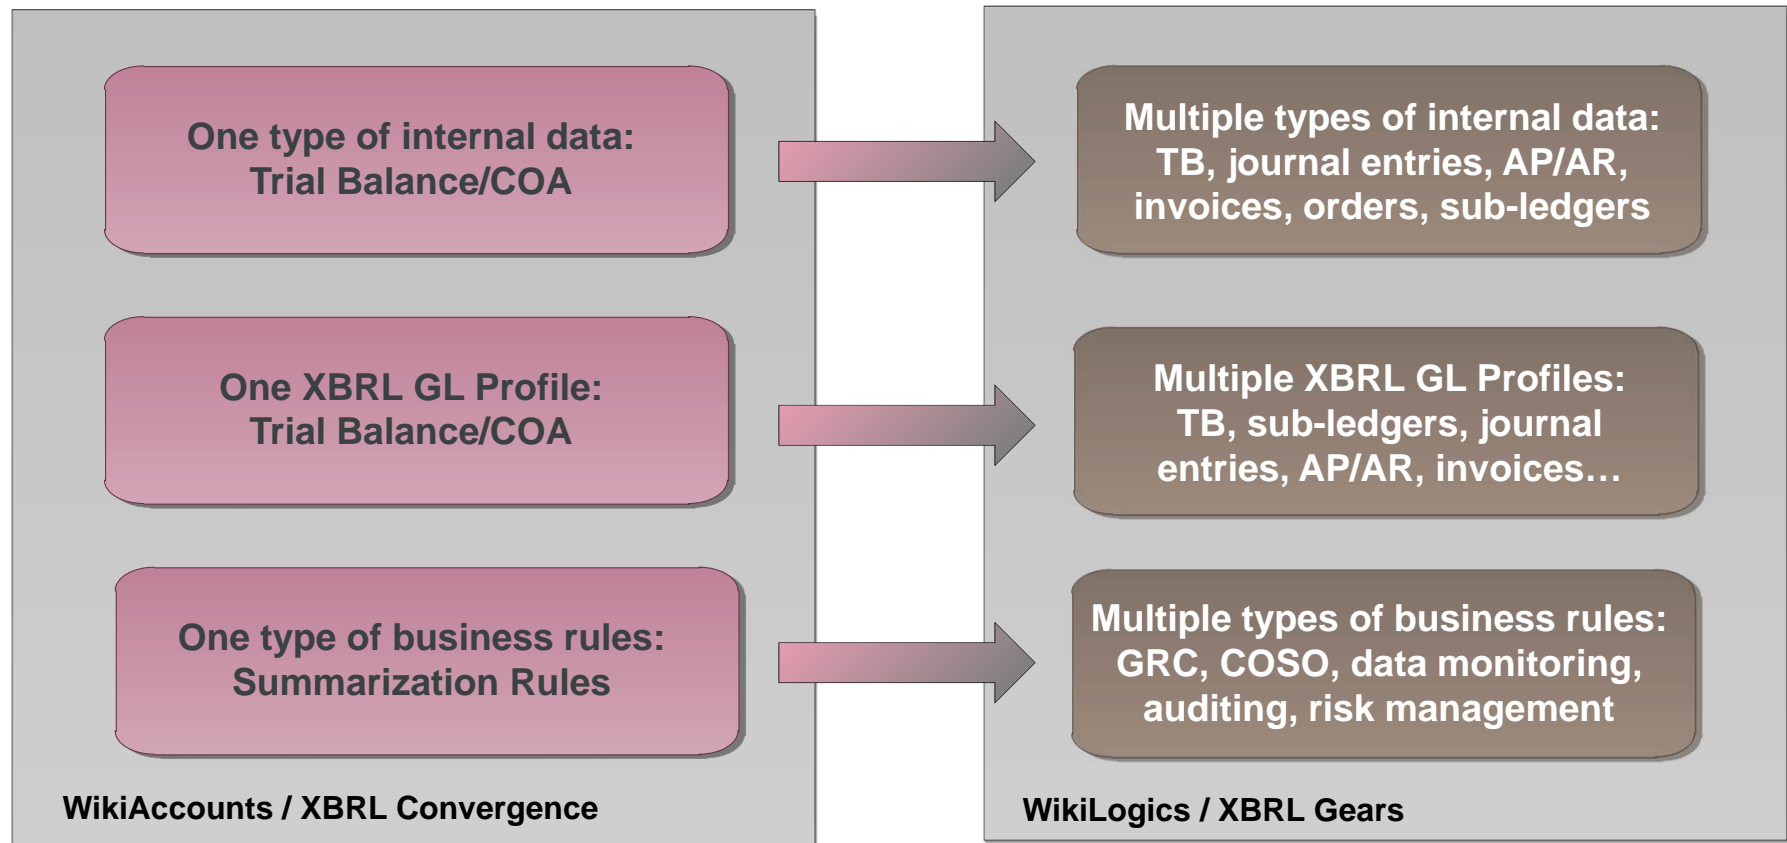 One type of internal data:
Trial Balance/COA
One XBRL GL Profile:
Trial Balance/COA
One type of business rules:
Summarization Rules
WikiAccounts / XBRL Convergence
Multiple types of internal data:
TB, journal entries, AP/AR,
invoices, orders, sub-ledgers
Multiple XBRL GL Profiles:
TB, sub-ledgers, journal
entries, AP/AR, invoices…
Multiple types of business rules:
GRC, COSO, data monitoring,
auditing, risk management
WikiLogics / XBRL Gears